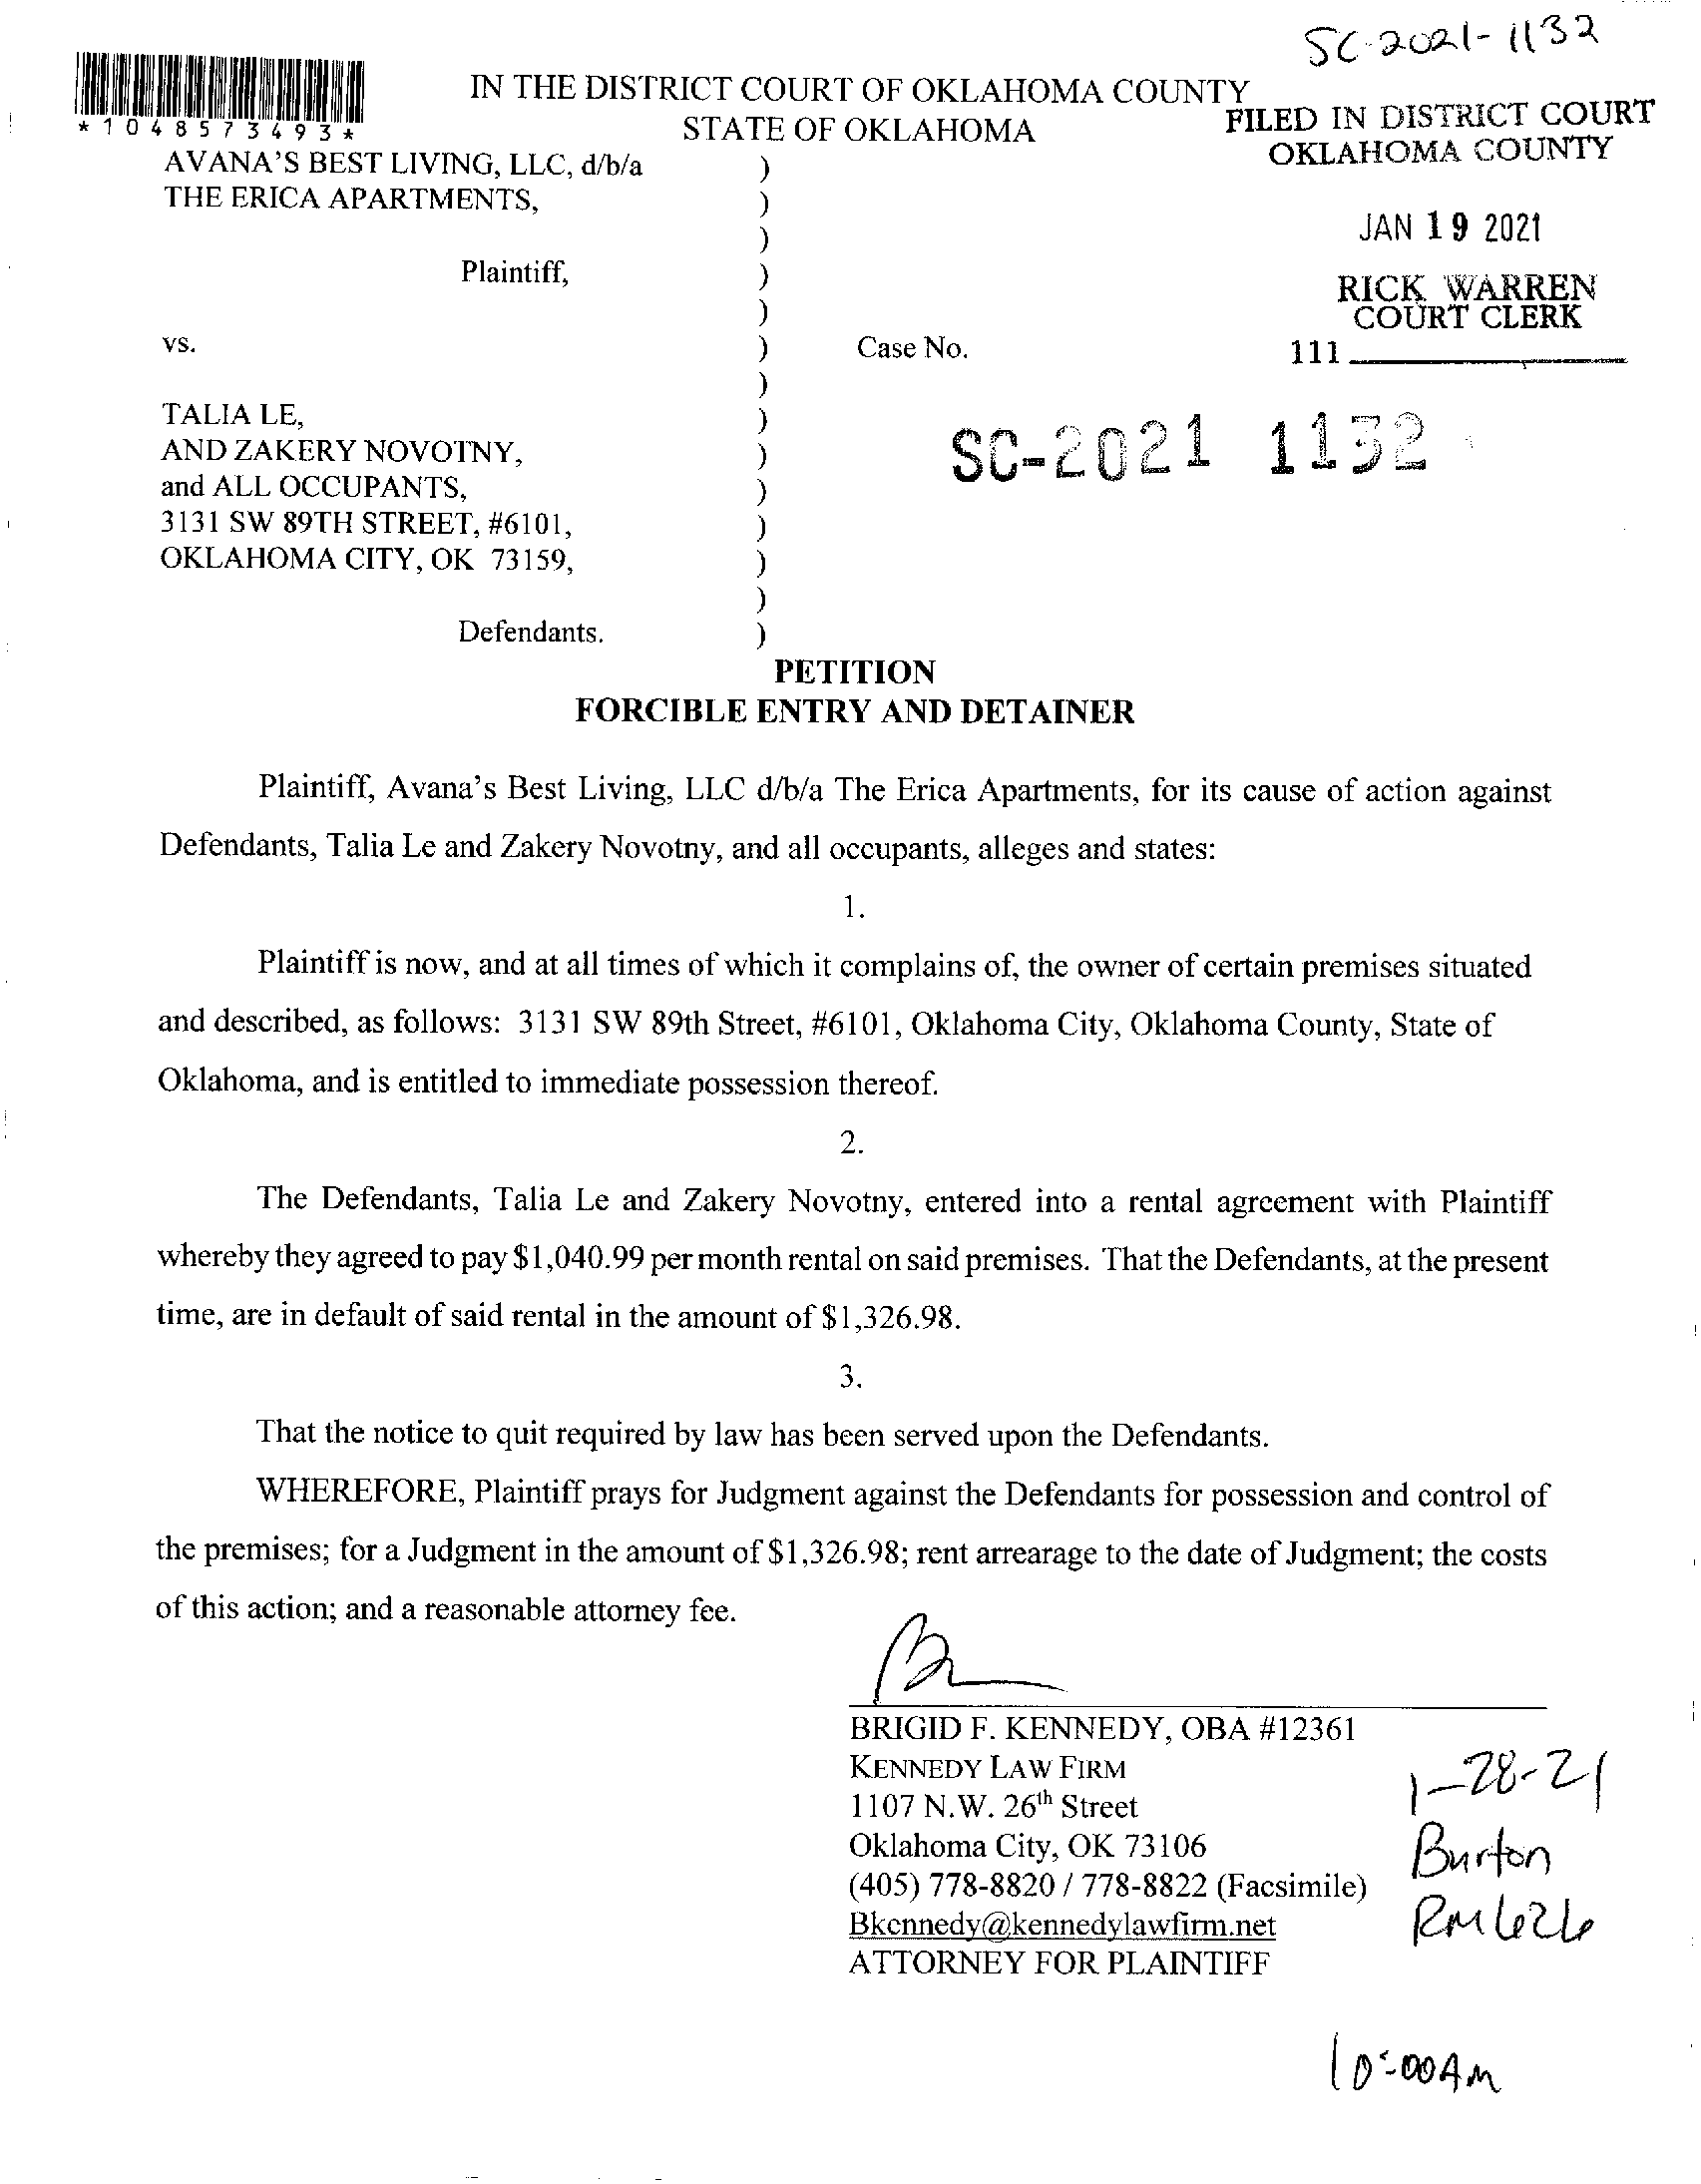 SC-2021-1132
*1048573493*
IN THE DISTRICT COURT OF OKLAHOMA COUNTY
STATE OF OKLAHOMA
FILED IN DISTRICT COURT
OKLAHOMA COUNTY
JAN 19 2021
RICK WARREN
COURT CLERK
111
AVANA'S BEST LIVING, LLC, d/b/a )
THE ERICA APARTMENTS, )
)
Plaintiff, )
)
vs. ) Case No.
)
TALIA LE, )
AND ZAKERY NOVOTNY, ) SC-2021 1132
and ALL OCCUPANTS, )
3131 SW 89TH STREET, #6101, )
OKLAHOMA CITY, OK 73159, )
)
Defendants. )
PETITION
FORCIBLE ENTRY AND DETAINER
Plaintiff, Avana's Best Living, LLC d/b/a The Erica Apartments, for its cause of action against
Defendants, Talia Le and Zakery Novotny, and all occupants, alleges and states:
1.
Plaintiff is now, and at all times of which it complains of, the owner of certain premises situated
and described, as follows: 3131 SW 89th Street, #6101, Oklahoma City, Oklahoma County, State of
Oklahoma, and is entitled to immediate possession thereof.
2.
The Defendants, Talia Le and Zakery Novotny, entered into a rental agreement with Plaintiff
whereby they agreed to pay $1,040.99 per month rental on said premises. That the Defendants, at the present
time, are in default of said rental in the amount of $1,326.98.
3.
That the notice to quit required by law has been served upon the Defendants.
WHEREFORE, Plaintiff prays for Judgment against the Defendants for possession and control of
the premises; for a Judgment in the amount of $1,326.98; rent arrearage to the date of Judgment; the costs
of this action; and a reasonable attorney fee.
BRIGID F. KENNEDY, OBA #12361
KENNEDY LAW FIRM
1107 N.W. 26th Street
Oklahoma City, OK 73106
(405) 778-8820 / 778-8822 (Facsimile)
Bkennedy@kennedylawfirm.net
ATTORNEY FOR PLAINTIFF
1-28-21
Burton
RM 626
10:00AM